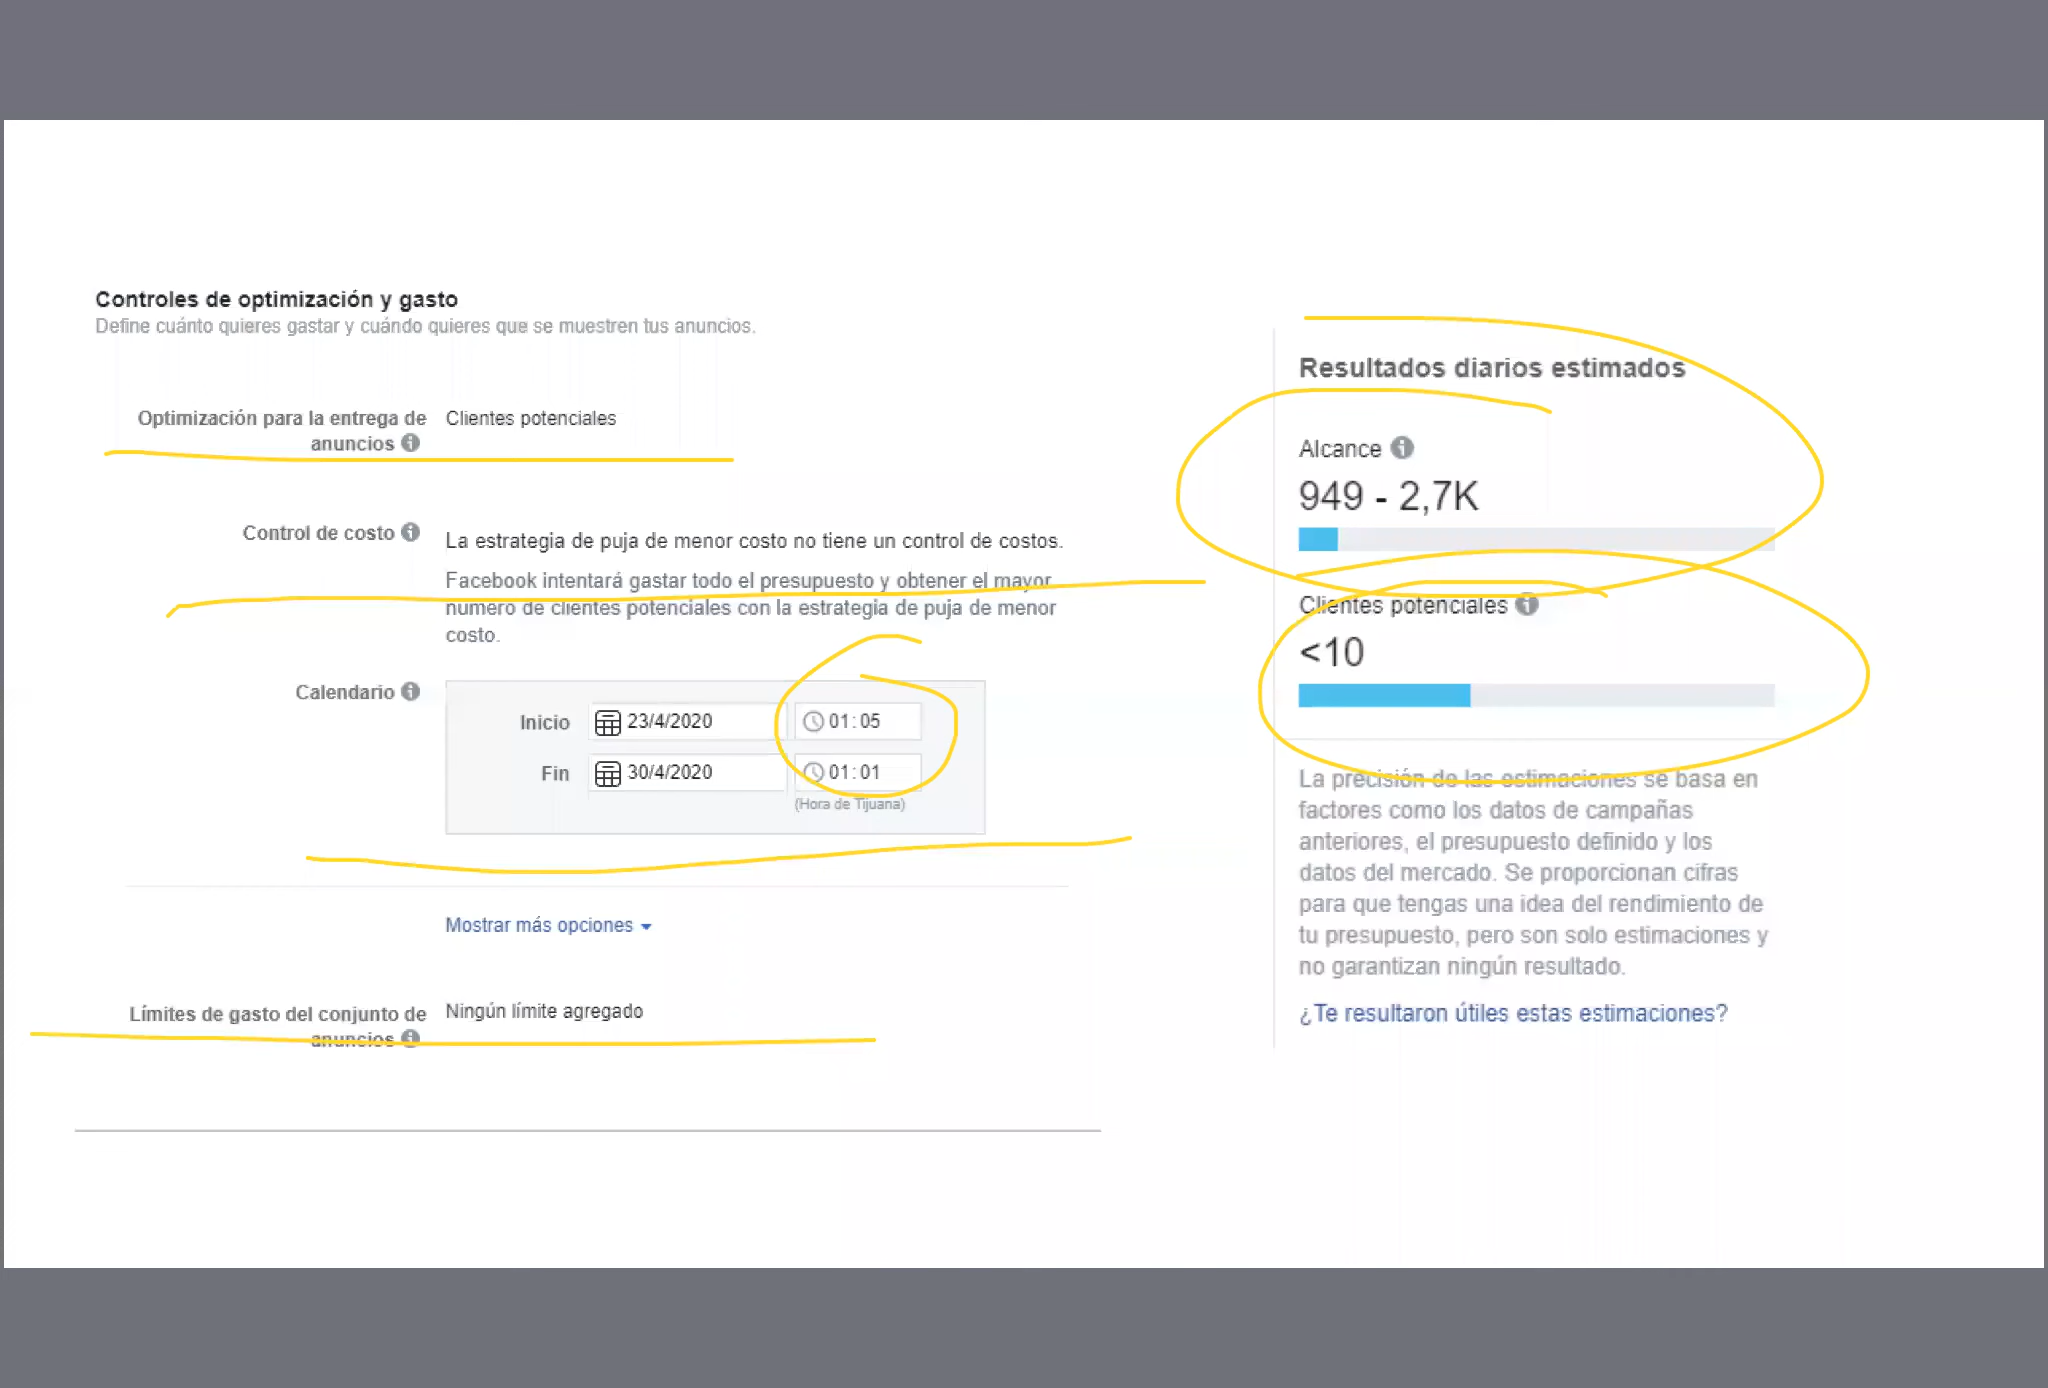 Controles de optimización y gasto
Define cuánto quieres gastar y cuándo quieres que se muestren tus anuncios.
Optimización para la entrega de
anuncios
Clientes potenciales
Control de costo
La estrategia de puja de menor costo no tiene un control de costos.
Facebook intentará gastar todo el presupuesto y obtener el mayor
número de clientes potenciales con la estrategia de puja de menor
costo.
Calendario
Inicio 23/4/2020 01:05
Fin 30/4/2020 01:01
(Hora de Tijuana)
Mostrar más opciones
Límites de gasto del conjunto de
anuncios
Ningún límite agregado
Resultados diarios estimados
Alcance
949 - 2,7K
Clientes potenciales
<10
La precisión de las estimaciones se basa en
factores como los datos de campañas
anteriores, el presupuesto definido y los
datos del mercado. Se proporcionan cifras
para que tengas una idea del rendimiento de
tu presupuesto, pero son solo estimaciones y
no garantizan ningún resultado.
¿Te resultaron útiles estas estimaciones?